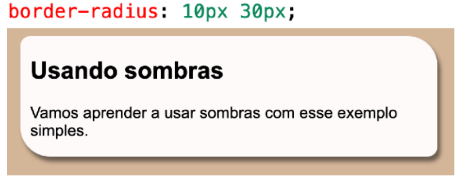 border-radius: 10px 30px;
Usando sombras
Vamos aprender a usar sombras com esse exemplo
simples.